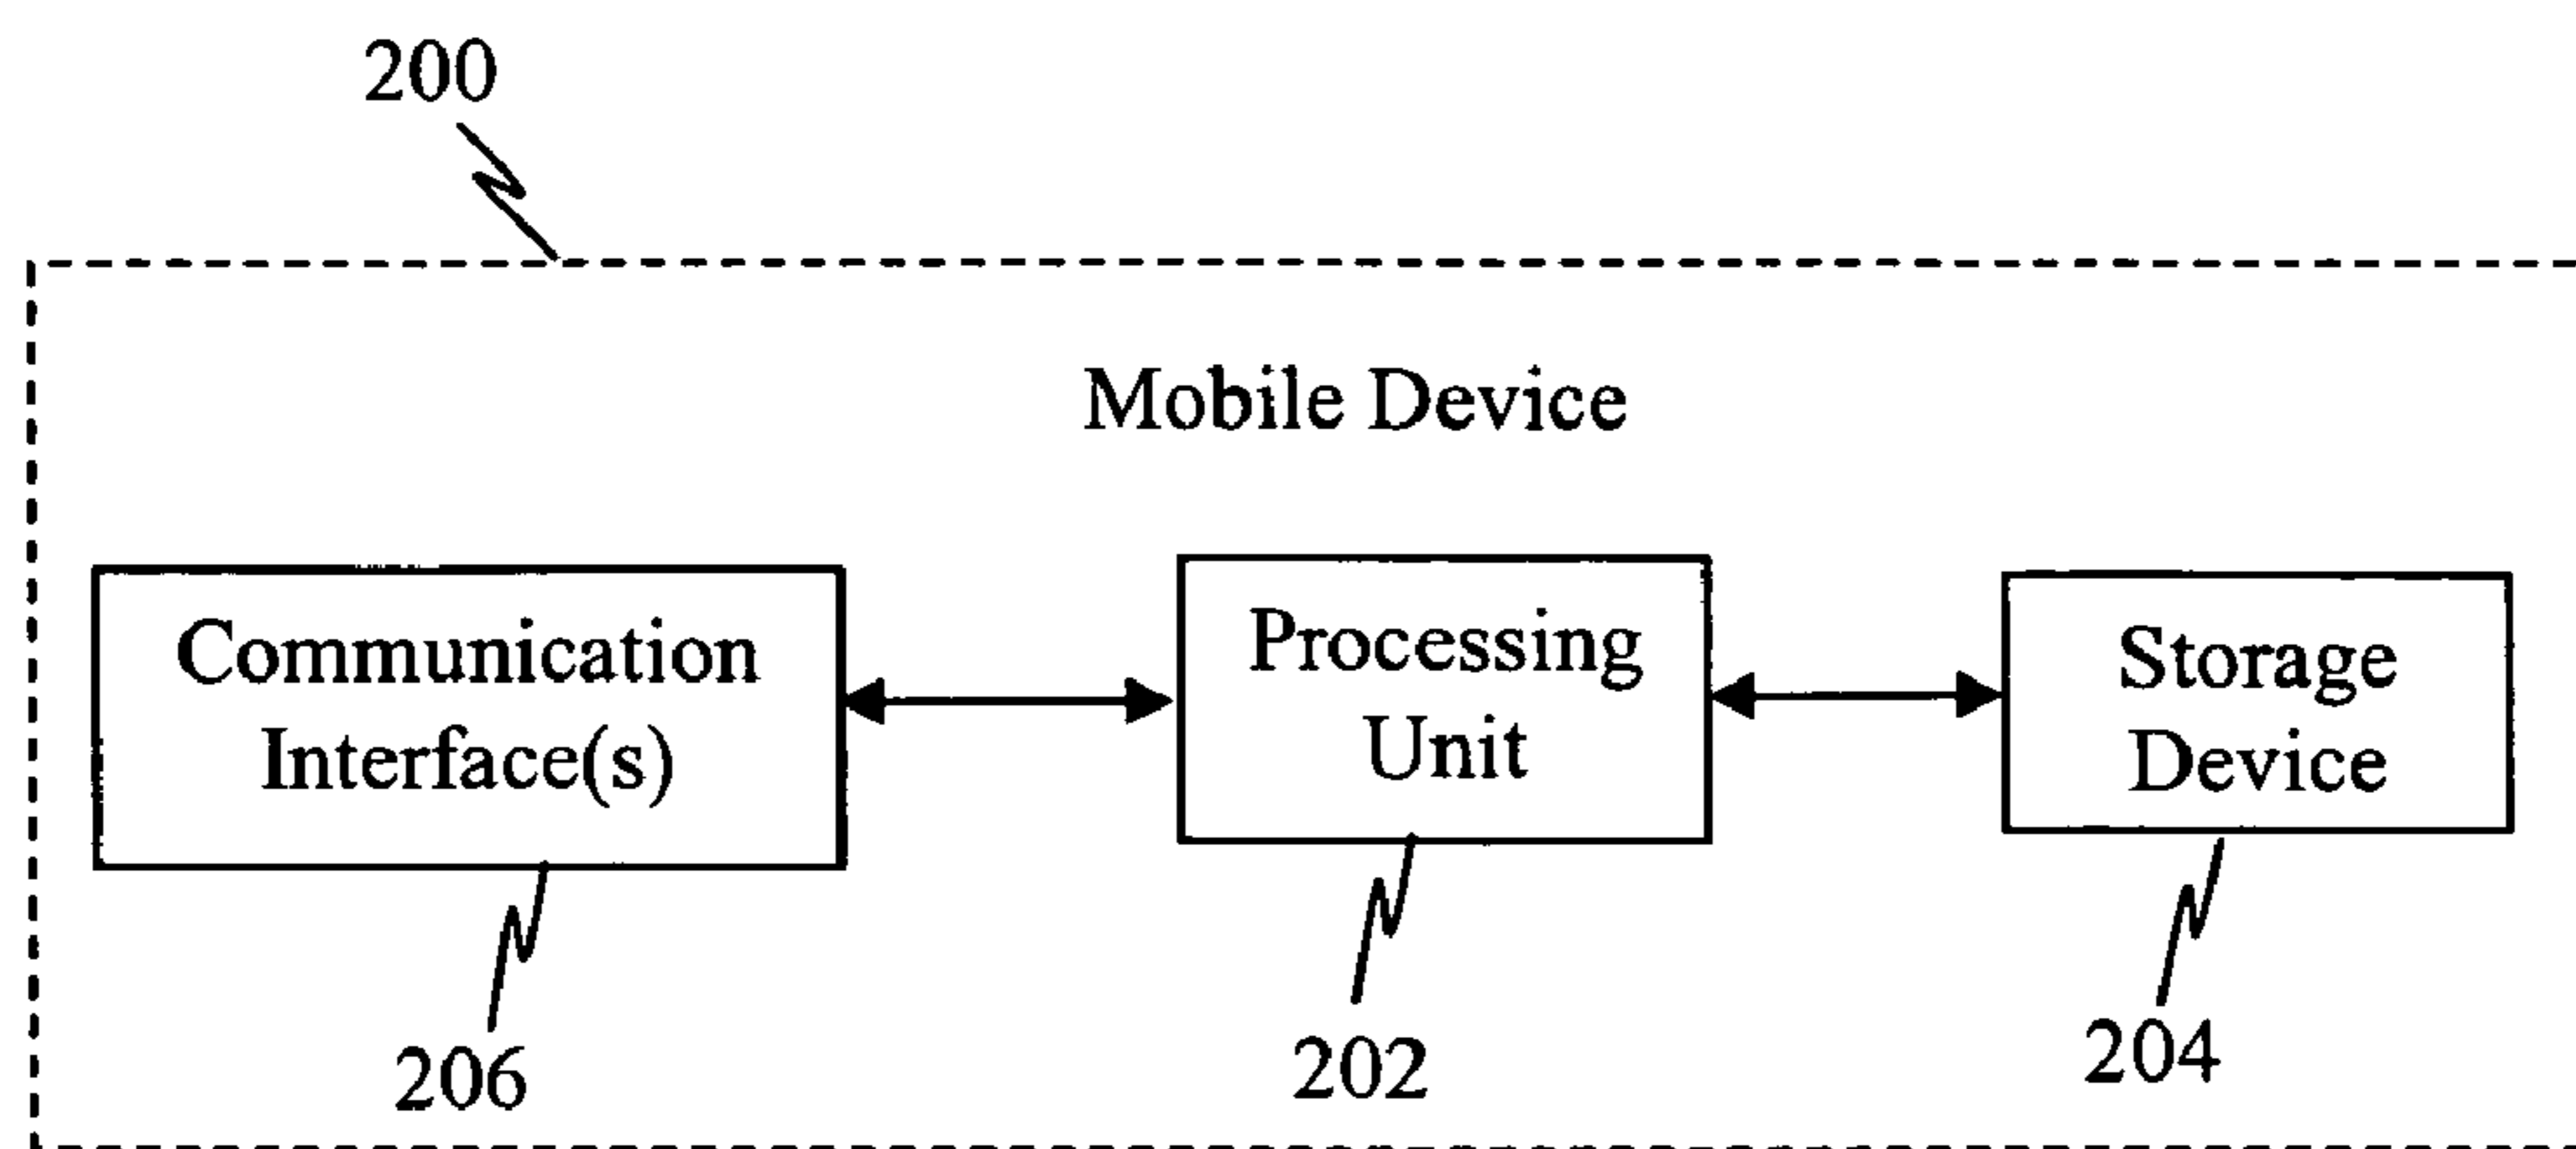 200
Mobile Device
Communication
Interface(s)
Processing
Unit
Storage
Device
206
202
204